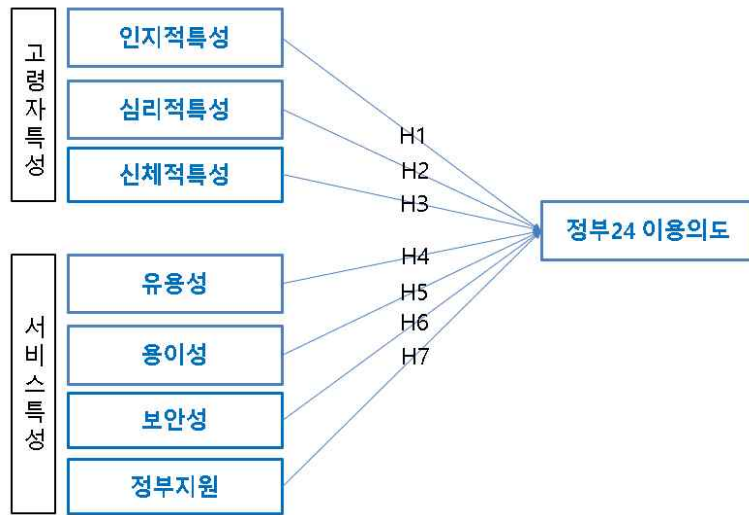 고령자특성
인지적특성
심리적특성
신체적특성
H1
H2
H3
정부24 이용의도
서비스특성
유용성
용이성
보안성
정부지원
H4
H5
H6
H7